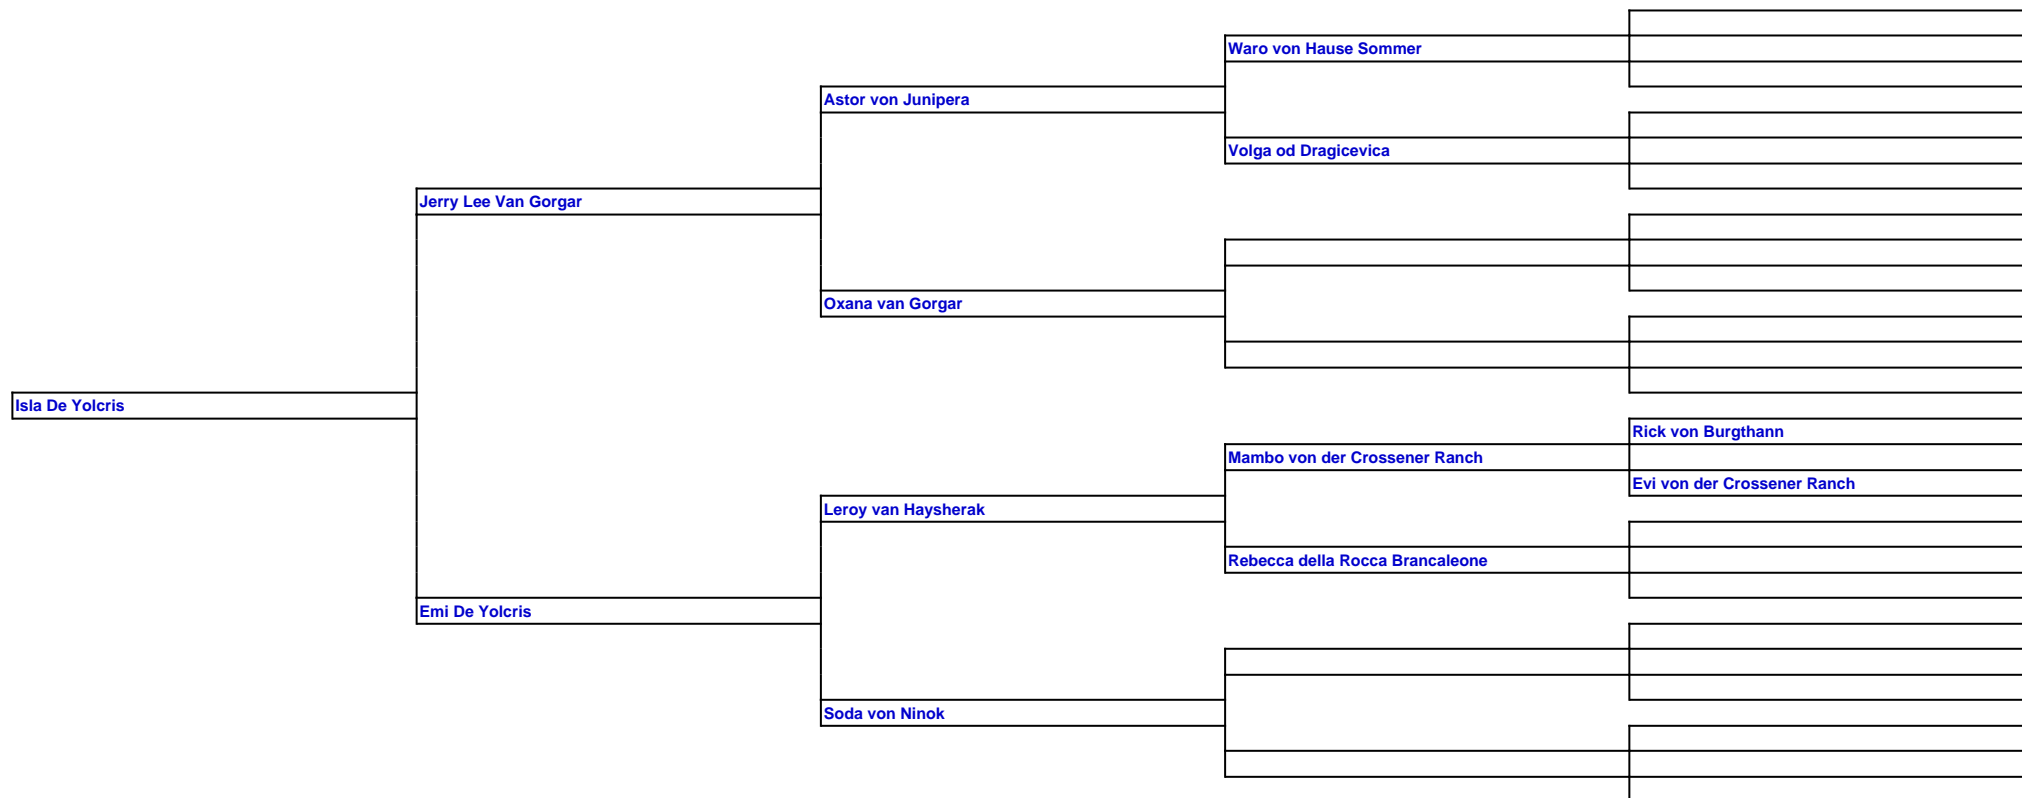 Waro von Hause Sommer
Astor von Junipera
Volga od Dragicevica
Jerry Lee Van Gorgar
Oxana van Gorgar
Isla De Yolcris
Rick von Burgthann
Mambo von der Crossener Ranch
Evi von der Crossener Ranch
Leroy van Haysherak
Rebecca della Rocca Brancaleone
Emi De Yolcris
Soda von Ninok